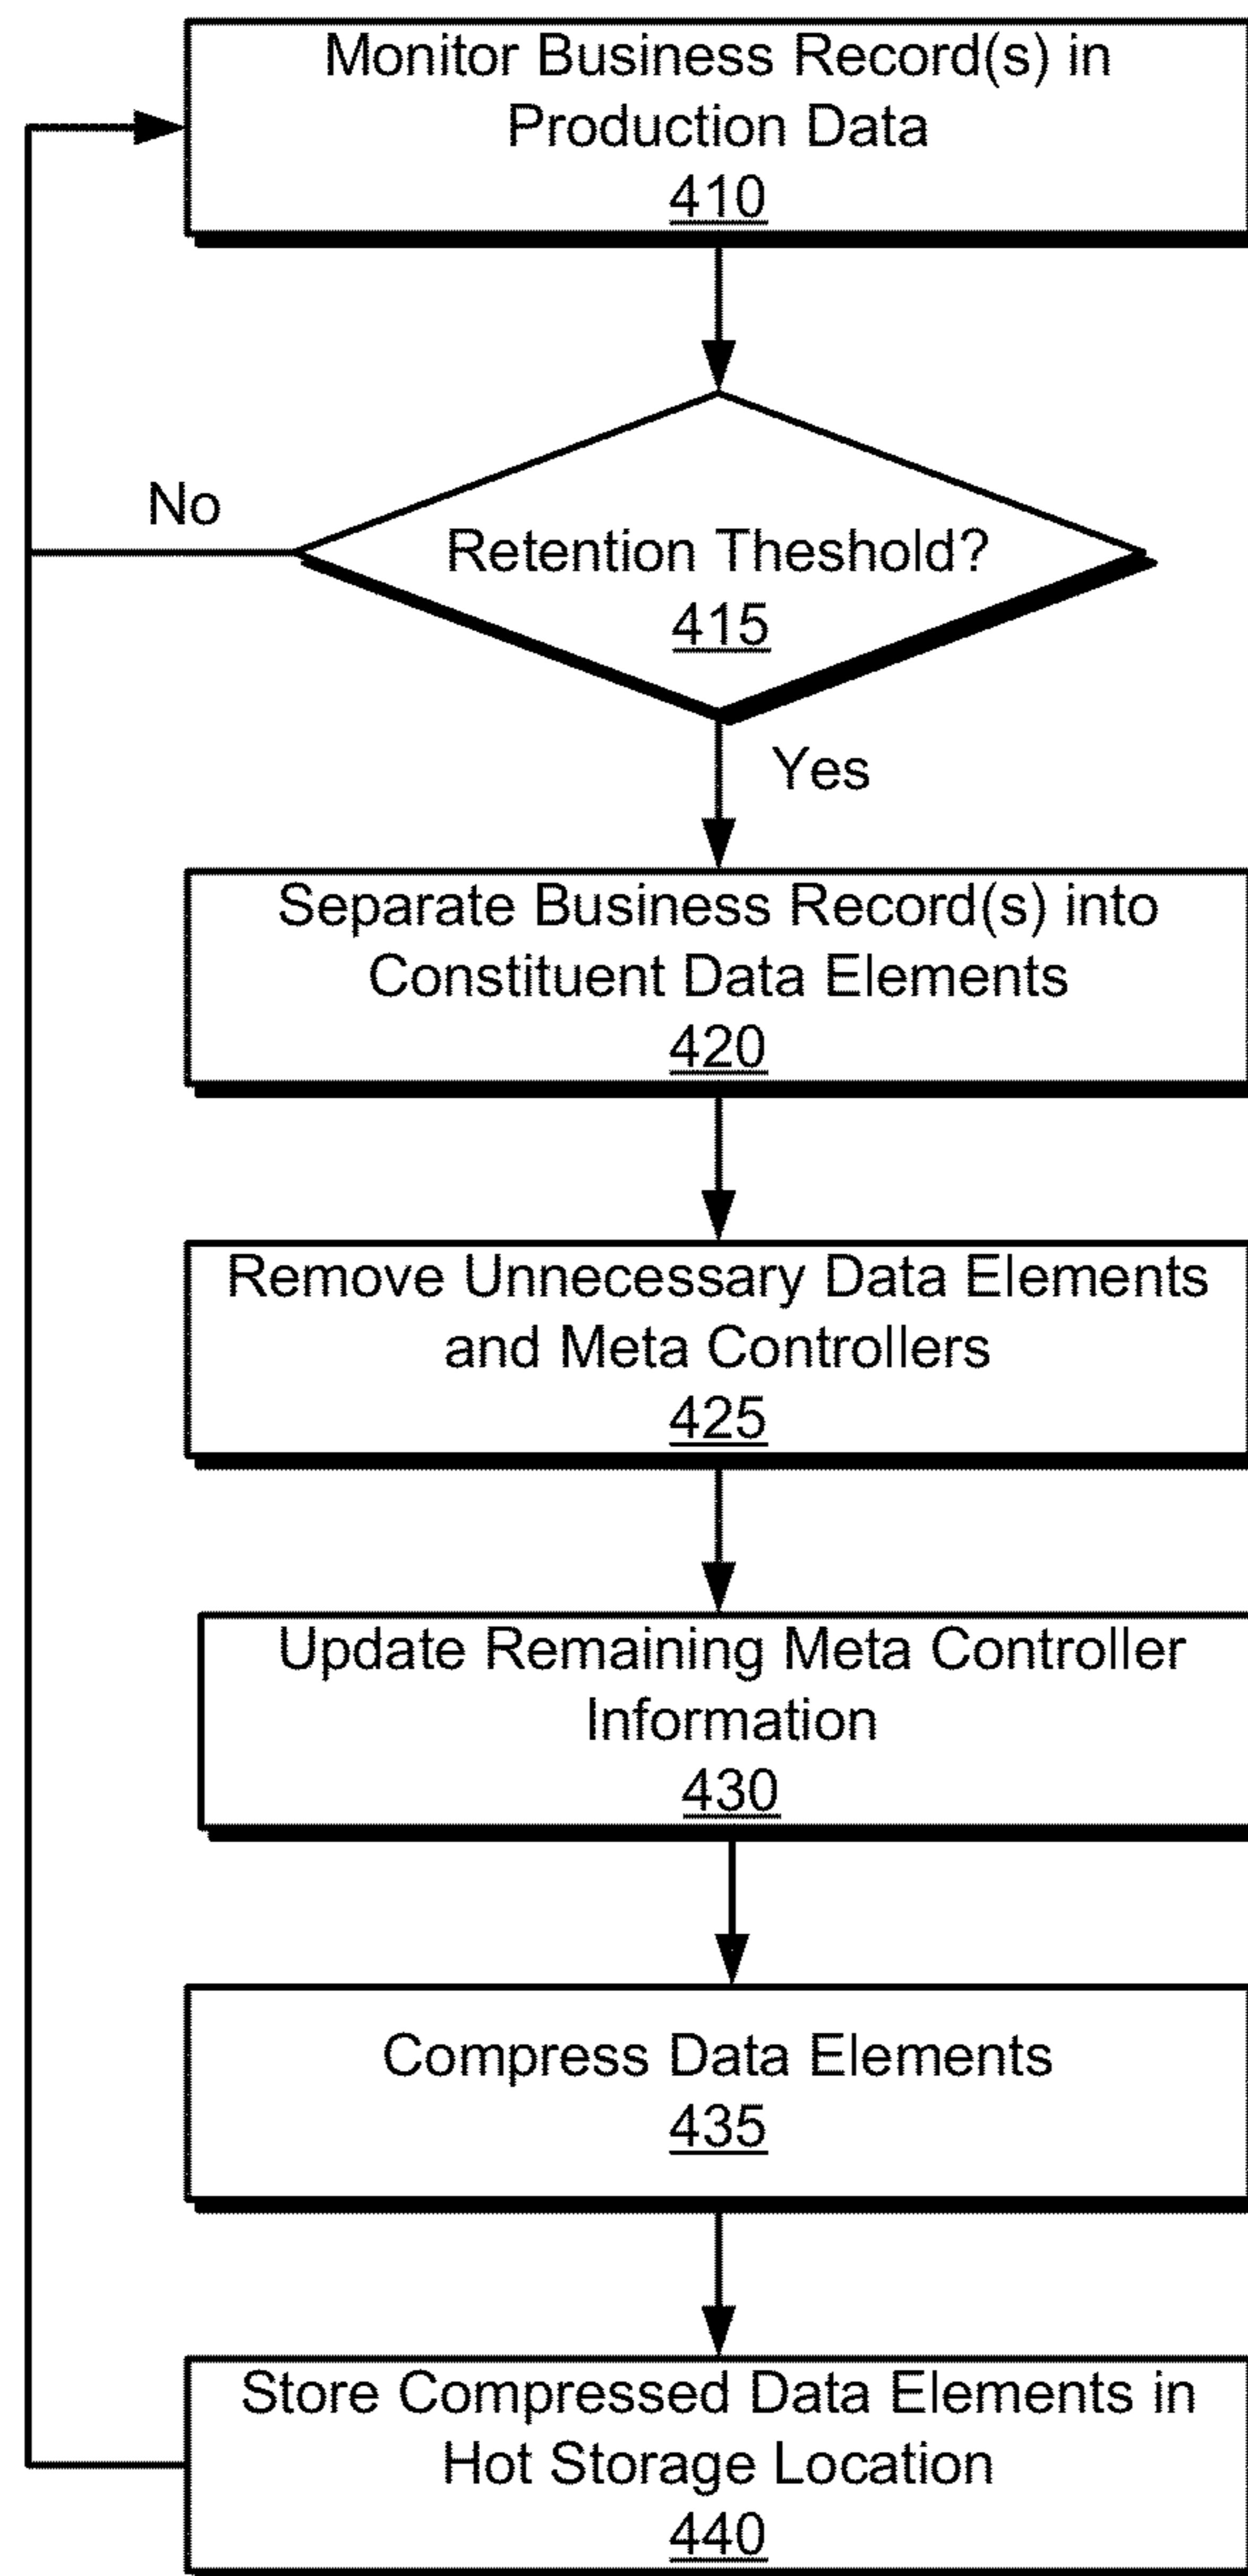 Monitor Business Record(s) in
Production Data
410
No
Retention Theshold?
415
Yes
Separate Business Record(s) into
Constituent Data Elements
420
Remove Unnecessary Data Elements
and Meta Controllers
425
Update Remaining Meta Controller
Information
430
Compress Data Elements
435
Store Compressed Data Elements in
Hot Storage Location
440